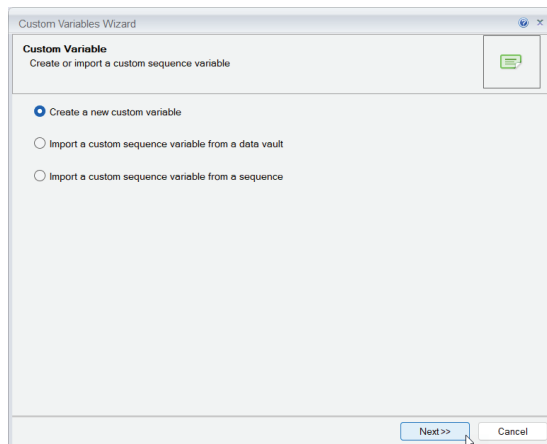 Custom Variables Wizard
Custom Variable
Create or import a custom sequence variable
Create a new custom variable
Import a custom sequence variable from a data vault
Import a custom sequence variable from a sequence
Next>>
Cancel